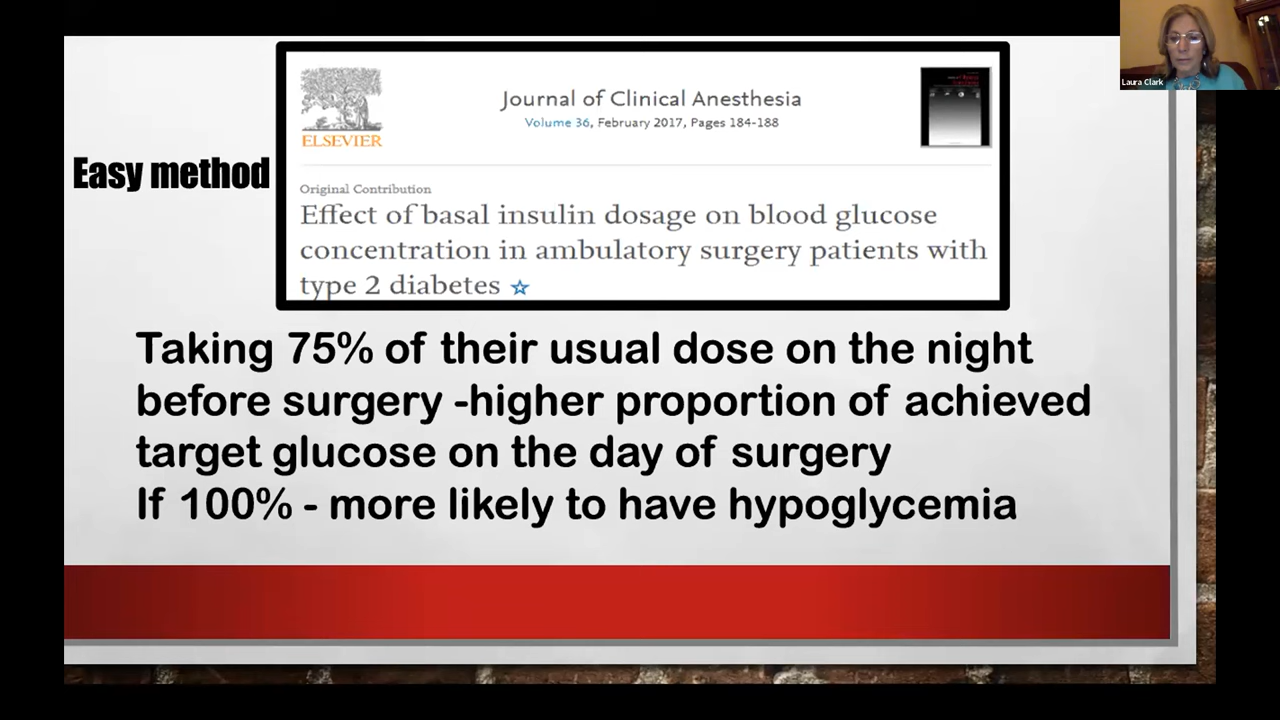 Laura Clark
Easy method
ELSEVIER
Journal of Clinical Anesthesia
Volume 36, February 2017, Pages 184-188
Original Contribution
Effect of basal insulin dosage on blood glucose
concentration in ambulatory surgery patients with
type 2 diabetes
Taking 75% of their usual dose on the night
before surgery -higher proportion of achieved
target glucose on the day of surgery
If 100% - more likely to have hypoglycemia